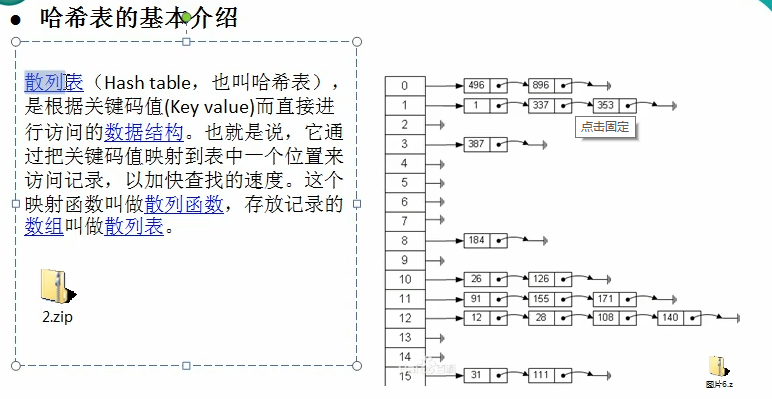 ● 哈希表的基本介绍
散列表（Hash table，也叫哈希表），
是根据关键码值(Key value)而直接进
行访问的数据结构。也就是说，它通
过把关键码值映射到表中一个位置来
访问记录，以加快查找的速度。这个
映射函数叫做散列函数，存放记录的
数组叫做散列表。
2.zip
0 496 896
1 1 337 353
点击固定
2
3 387
4
5
6
7
8 184
9
10 26 126
11 91 155 171
12 12 28 108 140
13
14
15 31 111
图片6.z